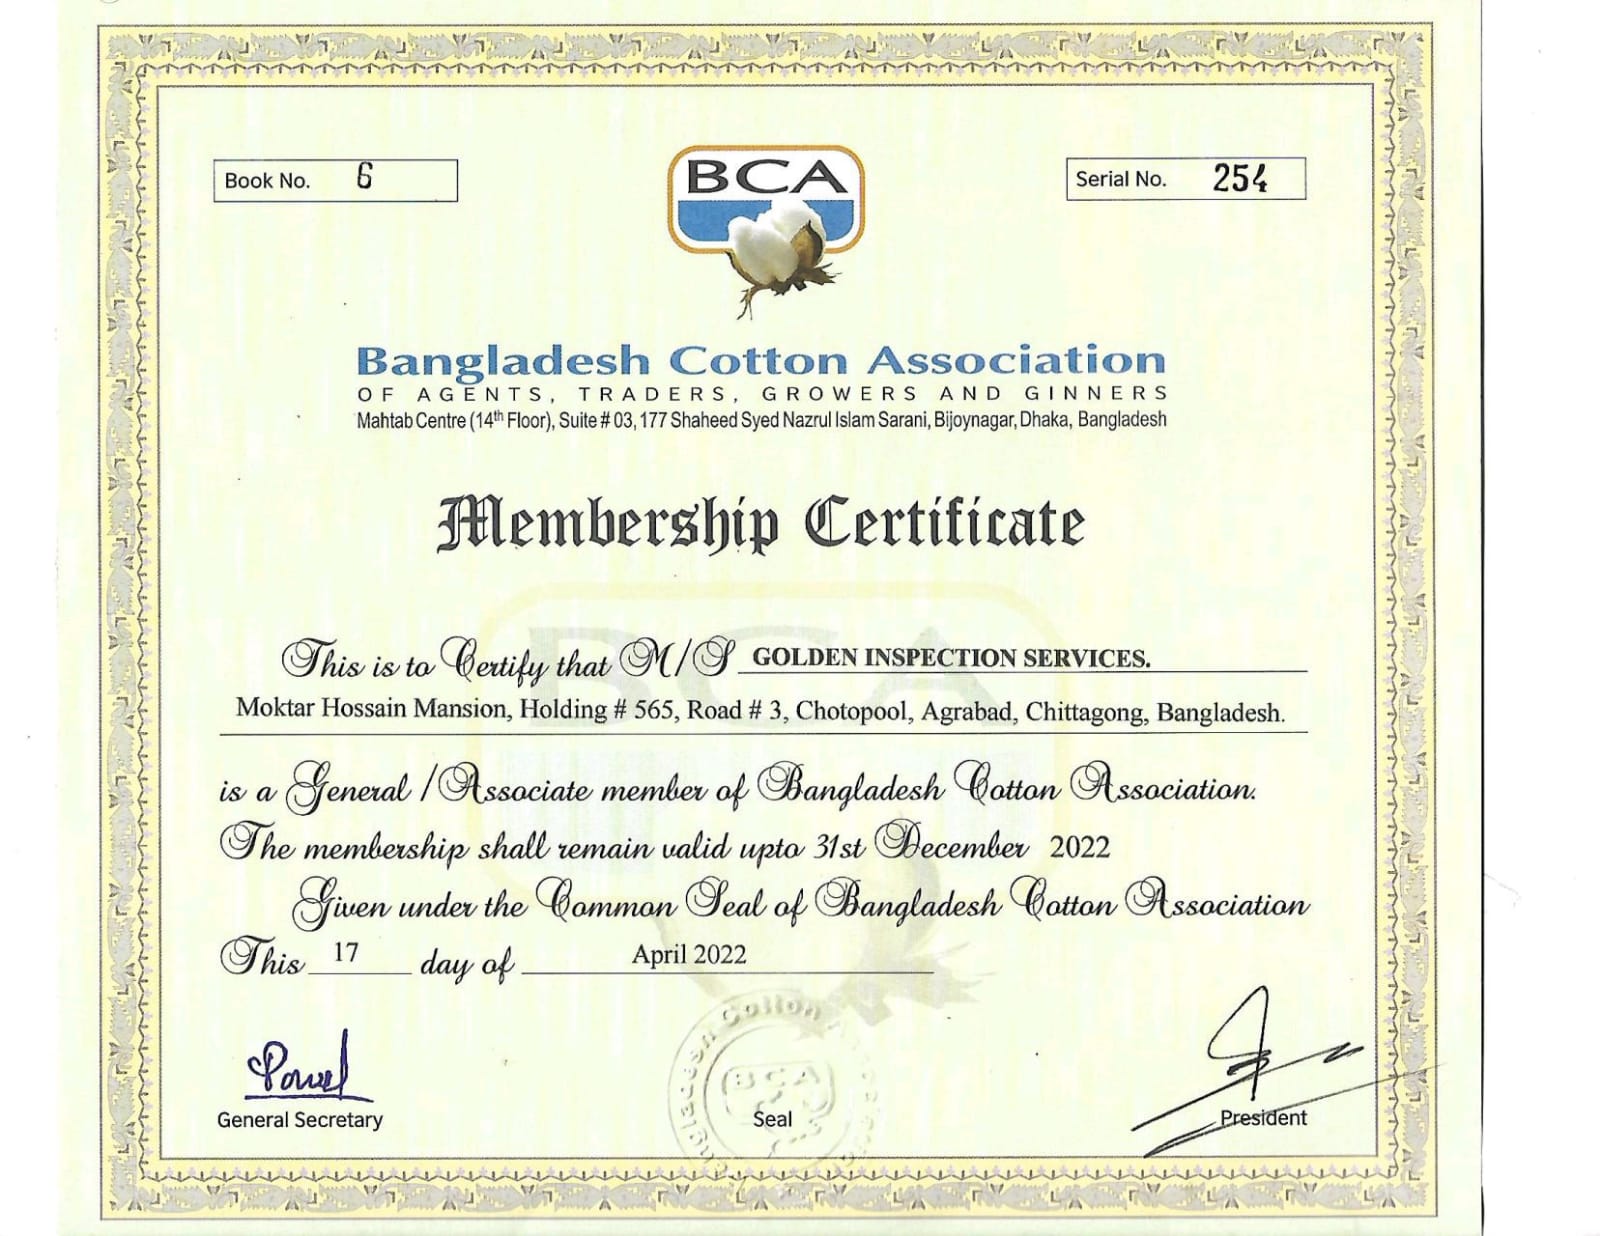 Book No. 6
BCA
Serial No. 254
Bangladesh Cotton Association
OF AGENTS, TRADERS, GROWERS AND GINNERS
Mahtab Centre (14th Floor), Suite # 03, 177 Shaheed Syed Nazrul Islam Sarani, Bijoynagar, Dhaka, Bangladesh
Membership Certificate
This is to Certify that M/S GOLDEN INSPECTION SERVICES.
Moktar Hossain Mansion, Holding # 565, Road # 3, Chotopool, Agrabad, Chittagong, Bangladesh.
is a General / Associate member of Bangladesh Cotton Association.
The membership shall remain valid upto 31st December 2022
Given under the Common Seal of Bangladesh Cotton Association
This 17 day of April 2022
Bangladesh Cotton Association
BCA
General Secretary
Seal
President